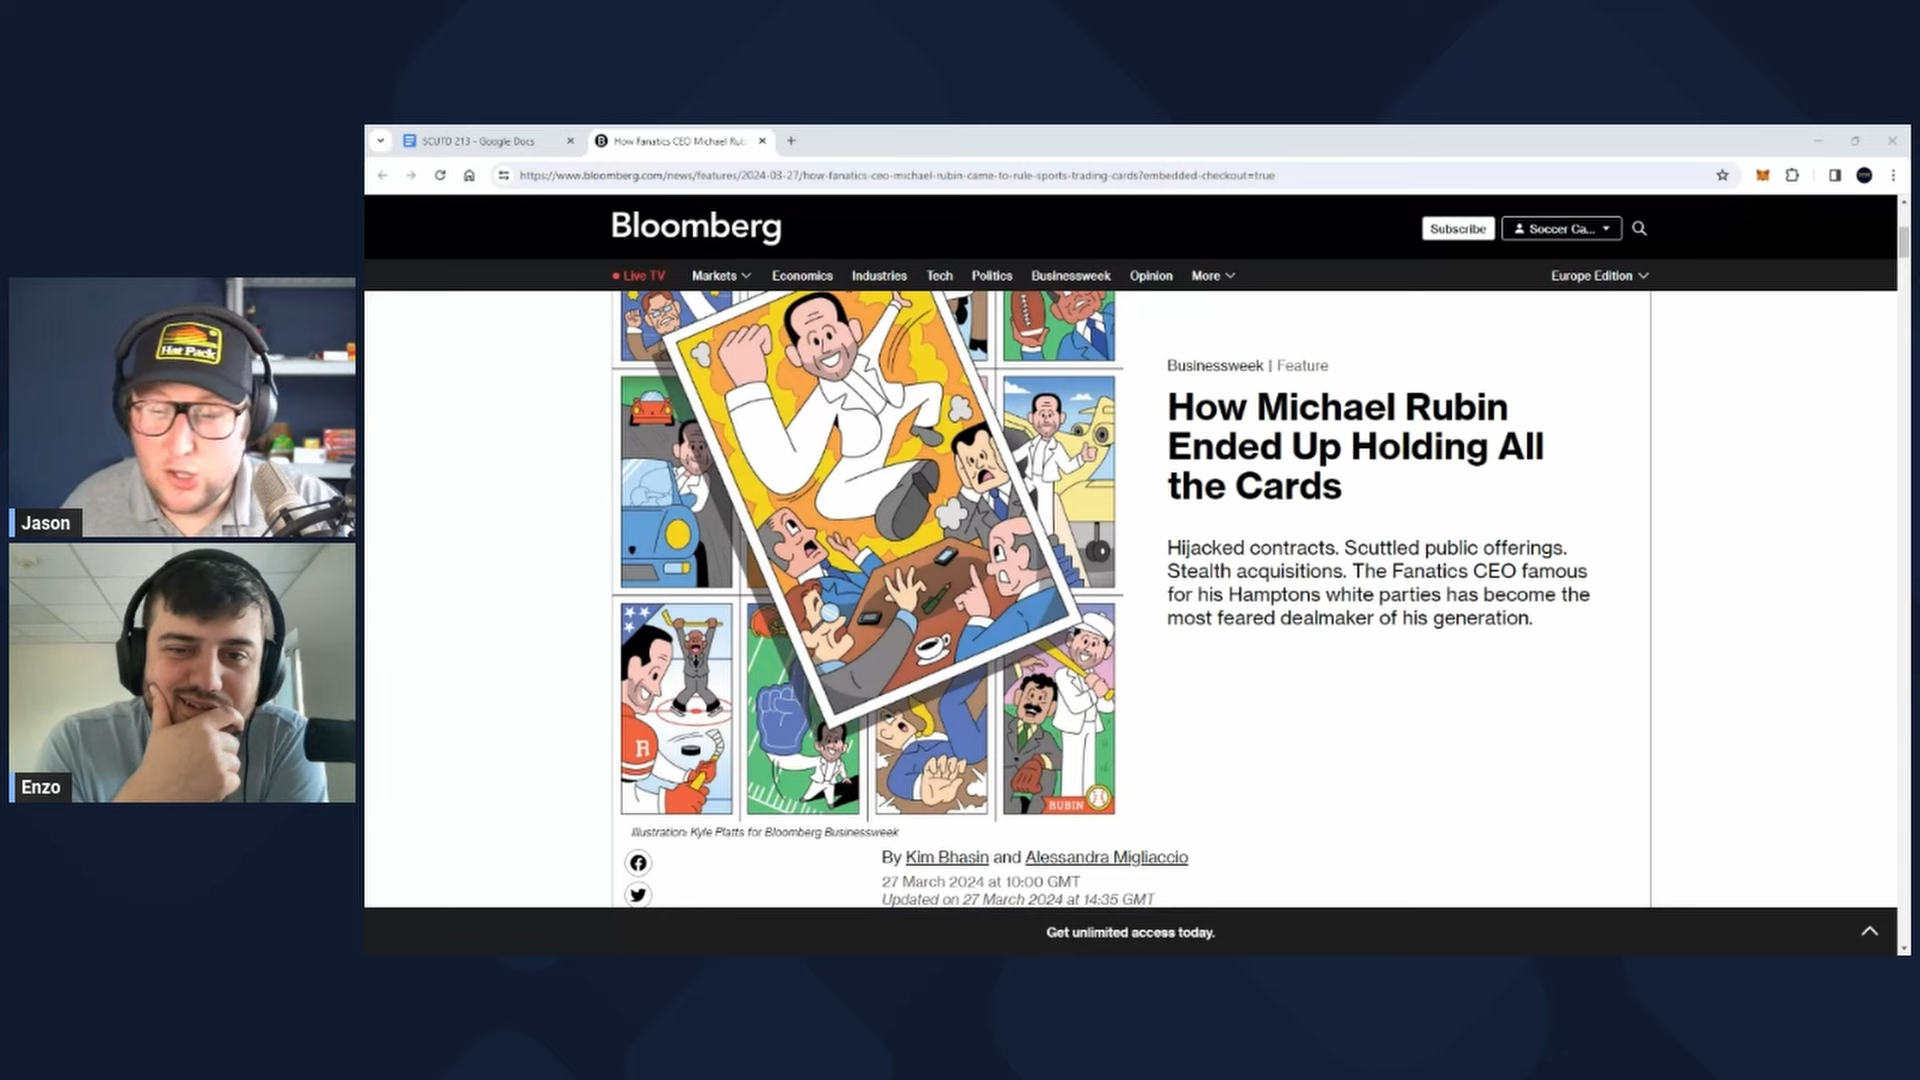 SCUTD 213 - Google Docs
How Fanatics CEO Michael Rub
https://www.bloomberg.com/news/features/2024-03-27/how-fanatics-ceo-michael-rubin-came-to-rule-sports-trading-cards?embedded-checkout=true
Bloomberg
Subscribe
Soccer Ca...
Live TV
Markets
Economics
Industries
Tech
Politics
Businessweek
Opinion
More
Europe Edition
Hat Pack
Jason
Enzo
Businessweek | Feature
How Michael Rubin
Ended Up Holding All
the Cards
Hijacked contracts. Scuttled public offerings.
Stealth acquisitions. The Fanatics CEO famous
for his Hamptons white parties has become the
most feared dealmaker of his generation.
R
RUBIN
Illustration: Kyle Platts for Bloomberg Businessweek
By Kim Bhasin and Alessandra Migliaccio
27 March 2024 at 10:00 GMT
Updated on 27 March 2024 at 14:35 GMT
Get unlimited access today.